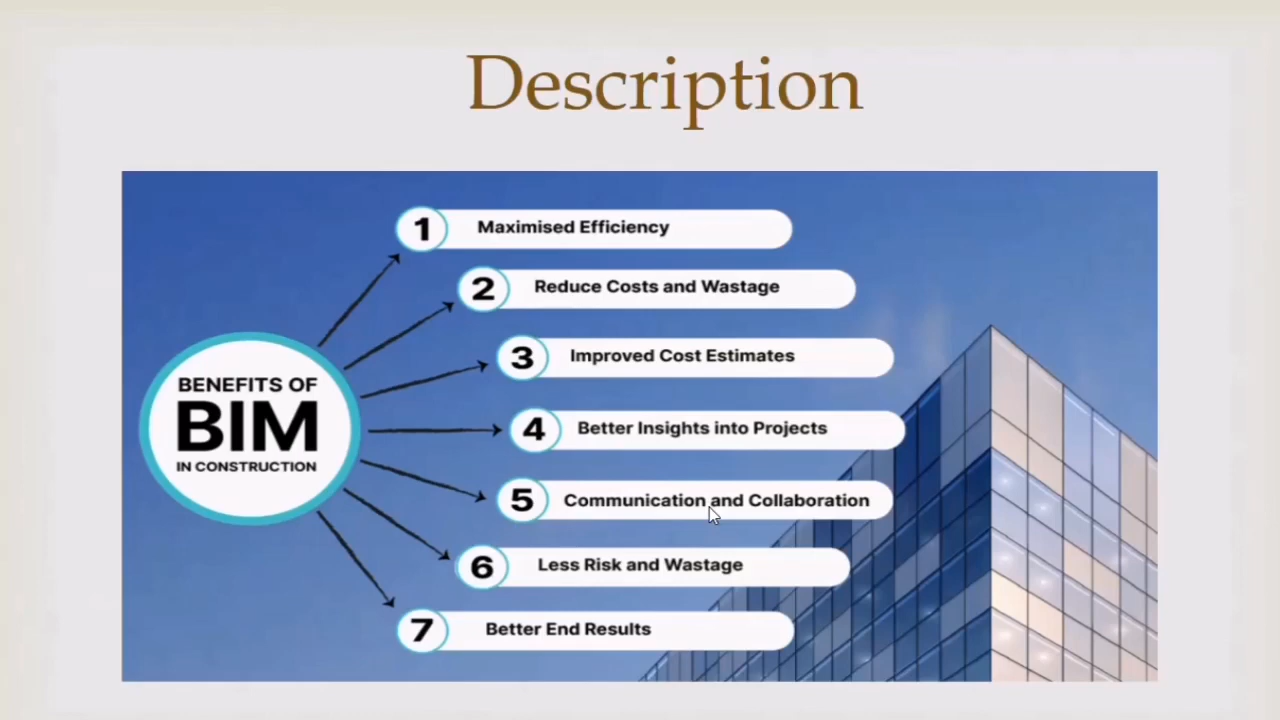 Description
BENEFITS OF
BIM
IN CONSTRUCTION
1 Maximised Efficiency
2 Reduce Costs and Wastage
3 Improved Cost Estimates
4 Better Insights into Projects
5 Communication and Collaboration
6 Less Risk and Wastage
7 Better End Results